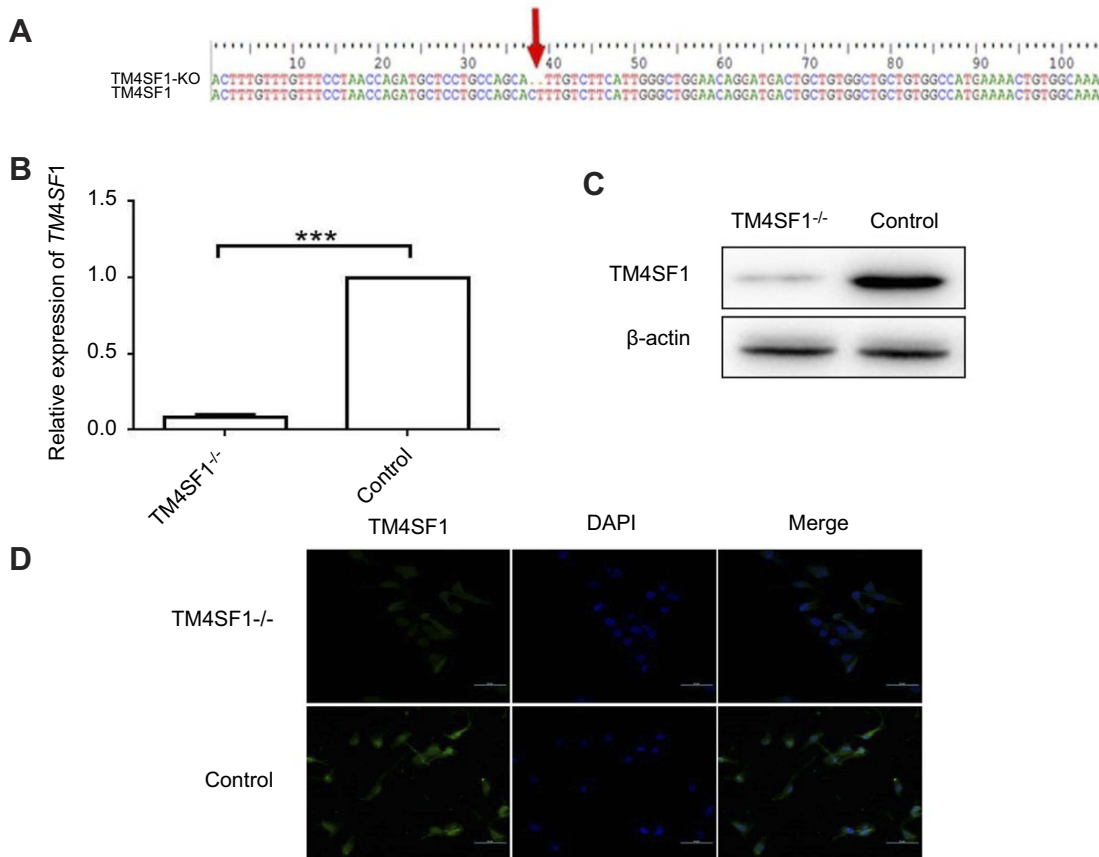 A
10 20 30 40 50 60 70 80 90 100
TM4SF1-KO ACTTTGTTTGTTTCCTAACCAGATGCTCCTGCCAGCA..TTGTCTTCATTGGGCTGGAACAGGATGACTGCTGTGGCTGCTGTGGCCATGAAAACTGTGGCAAA
TM4SF1 ACTTTGTTTGTTTCCTAACCAGATGCTCCTGCCAGCACTTTGTCTTCATTGGGCTGGAACAGGATGACTGCTGTGGCTGCTGTGGCCATGAAAACTGTGGCAAA
B
Relative expression of TM4SF1
1.5
1.0
0.5
0.0
***
TM4SF1-/-
Control
C
TM4SF1-/- Control
TM4SF1
β-actin
D
TM4SF1 DAPI Merge
TM4SF1-/-
Control